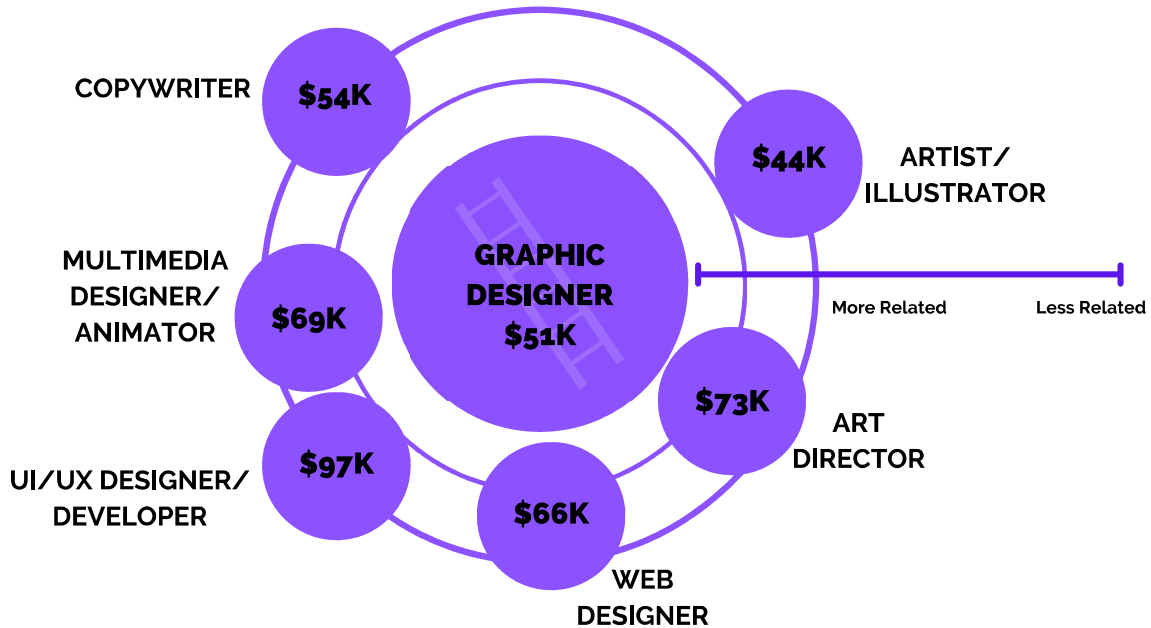 COPYWRITER
$54K
$44K
ARTIST/
ILLUSTRATOR
GRAPHIC
DESIGNER
$51K
MULTIMEDIA
DESIGNER/
ANIMATOR
$69K
More Related
Less Related
$73K
ART
DIRECTOR
UI/UX DESIGNER/
DEVELOPER
$97K
$66K
WEB
DESIGNER